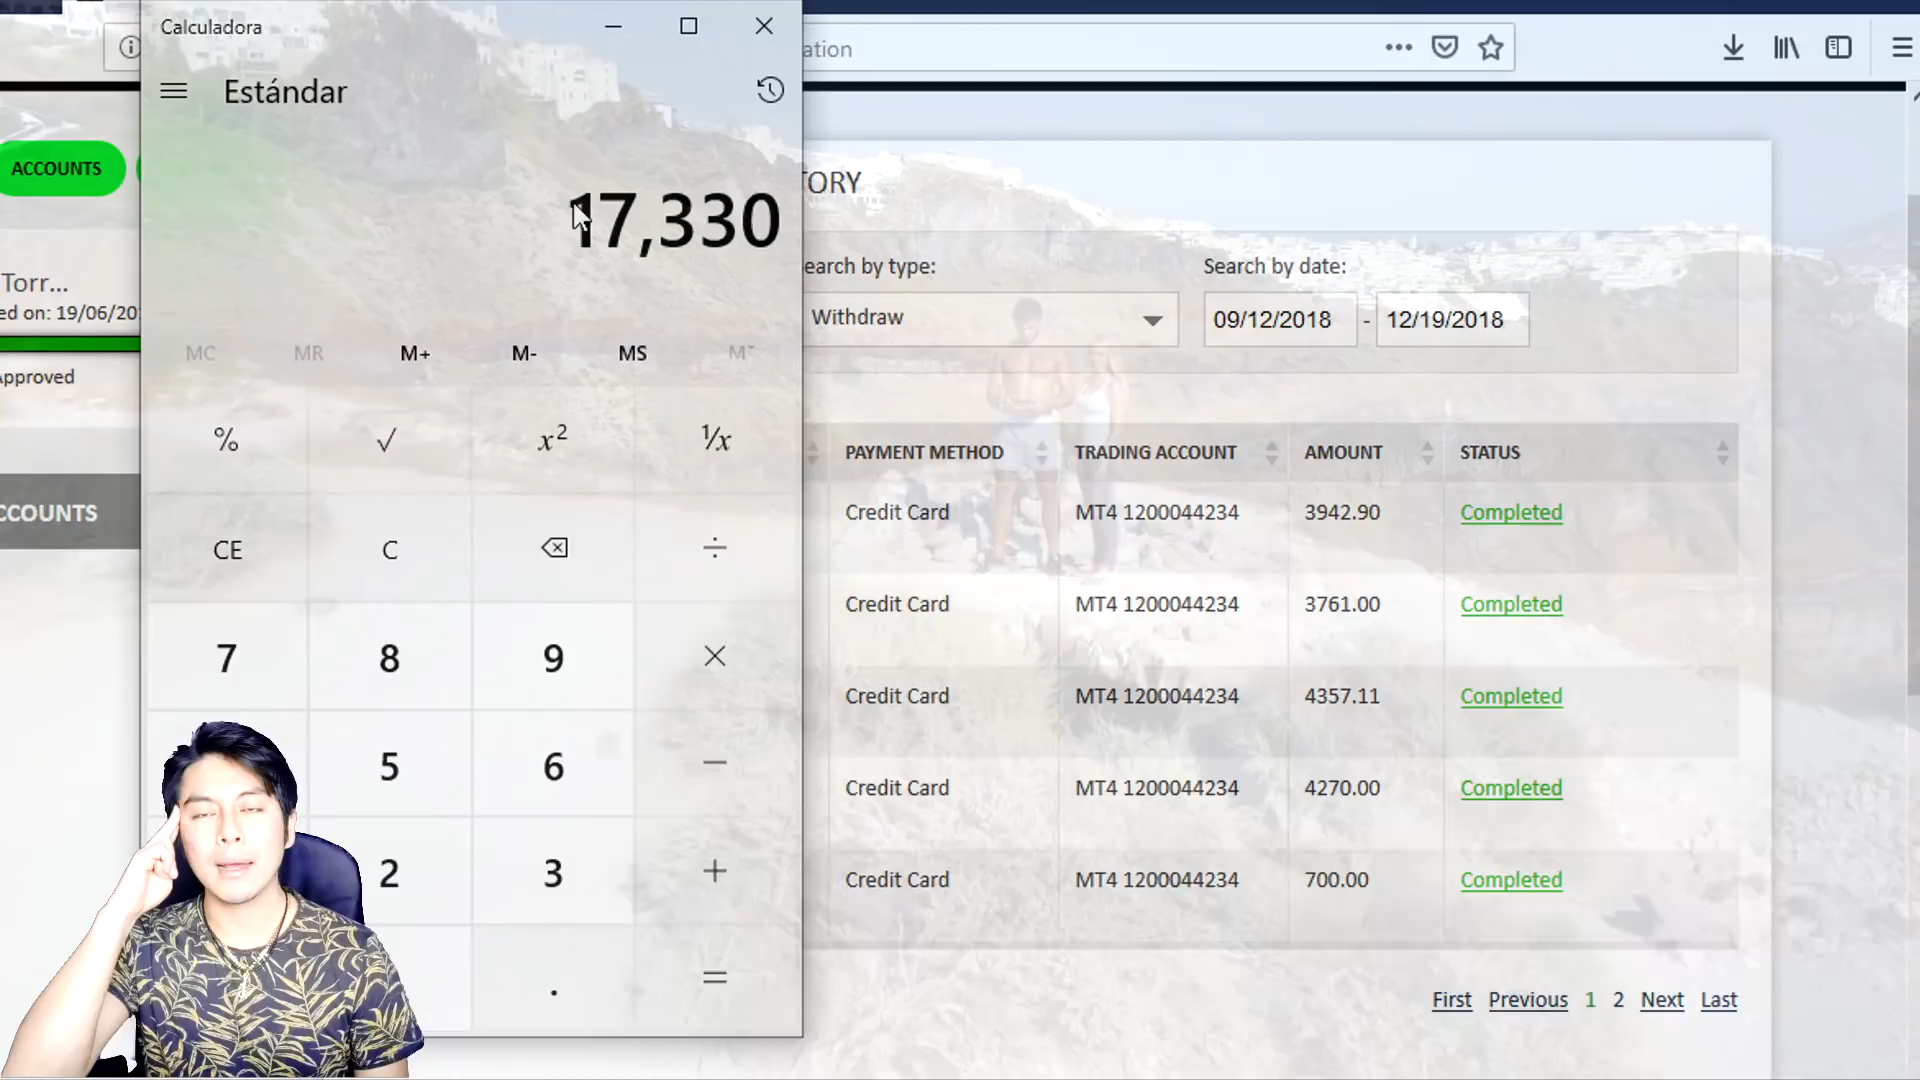 Calculadora
ation
Estándar
ACCOUNTS
17,330
TORY
Torr...
ed on: 19/06/20
earch by type:
Search by date:
Withdraw
09/12/2018 - 12/19/2018
MC MR M+ M- MS M
Approved
% √ x² ¹/x
PAYMENT METHOD TRADING ACCOUNT AMOUNT STATUS
CCOUNTS
Credit Card MT4 1200044234 3942.90 Completed
CE C ÷
Credit Card MT4 1200044234 3761.00 Completed
7 8 9 ×
Credit Card MT4 1200044234 4357.11 Completed
5 6 −
Credit Card MT4 1200044234 4270.00 Completed
2 3 +
Credit Card MT4 1200044234 700.00 Completed
. =
First Previous 1 2 Next Last